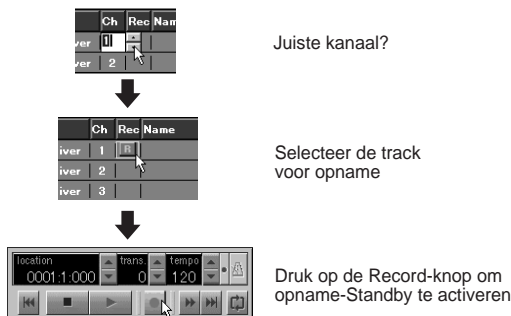 Ch Rec Nam
ver 01
ver 2
Juiste kanaal?
Ch Rec Name
iver 1 R
iver 2
iver 3
Selecteer de track
voor opname
location trans. tempo
0001:1:000 0 120
Druk op de Record-knop om
opname-Standby te activeren